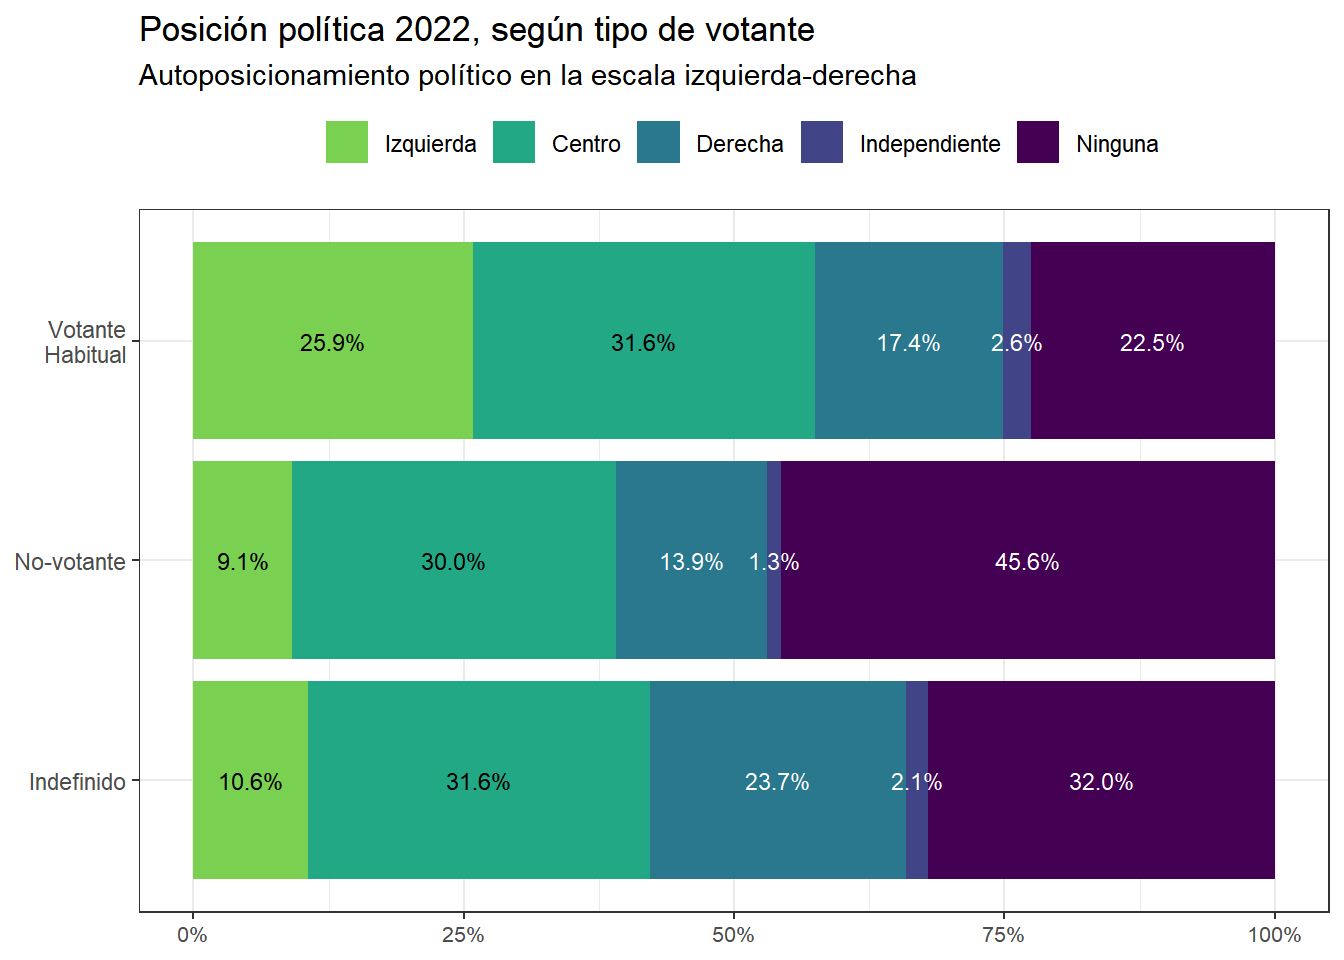 Posición política 2022, según tipo de votante
Autoposicionamiento político en la escala izquierda-derecha
Izquierda Centro Derecha Independiente Ninguna
Votante
Habitual
25.9% 31.6% 17.4% 2.6% 22.5%
No-votante
9.1% 30.0% 13.9% 1.3% 45.6%
Indefinido
10.6% 31.6% 23.7% 2.1% 32.0%
0% 25% 50% 75% 100%